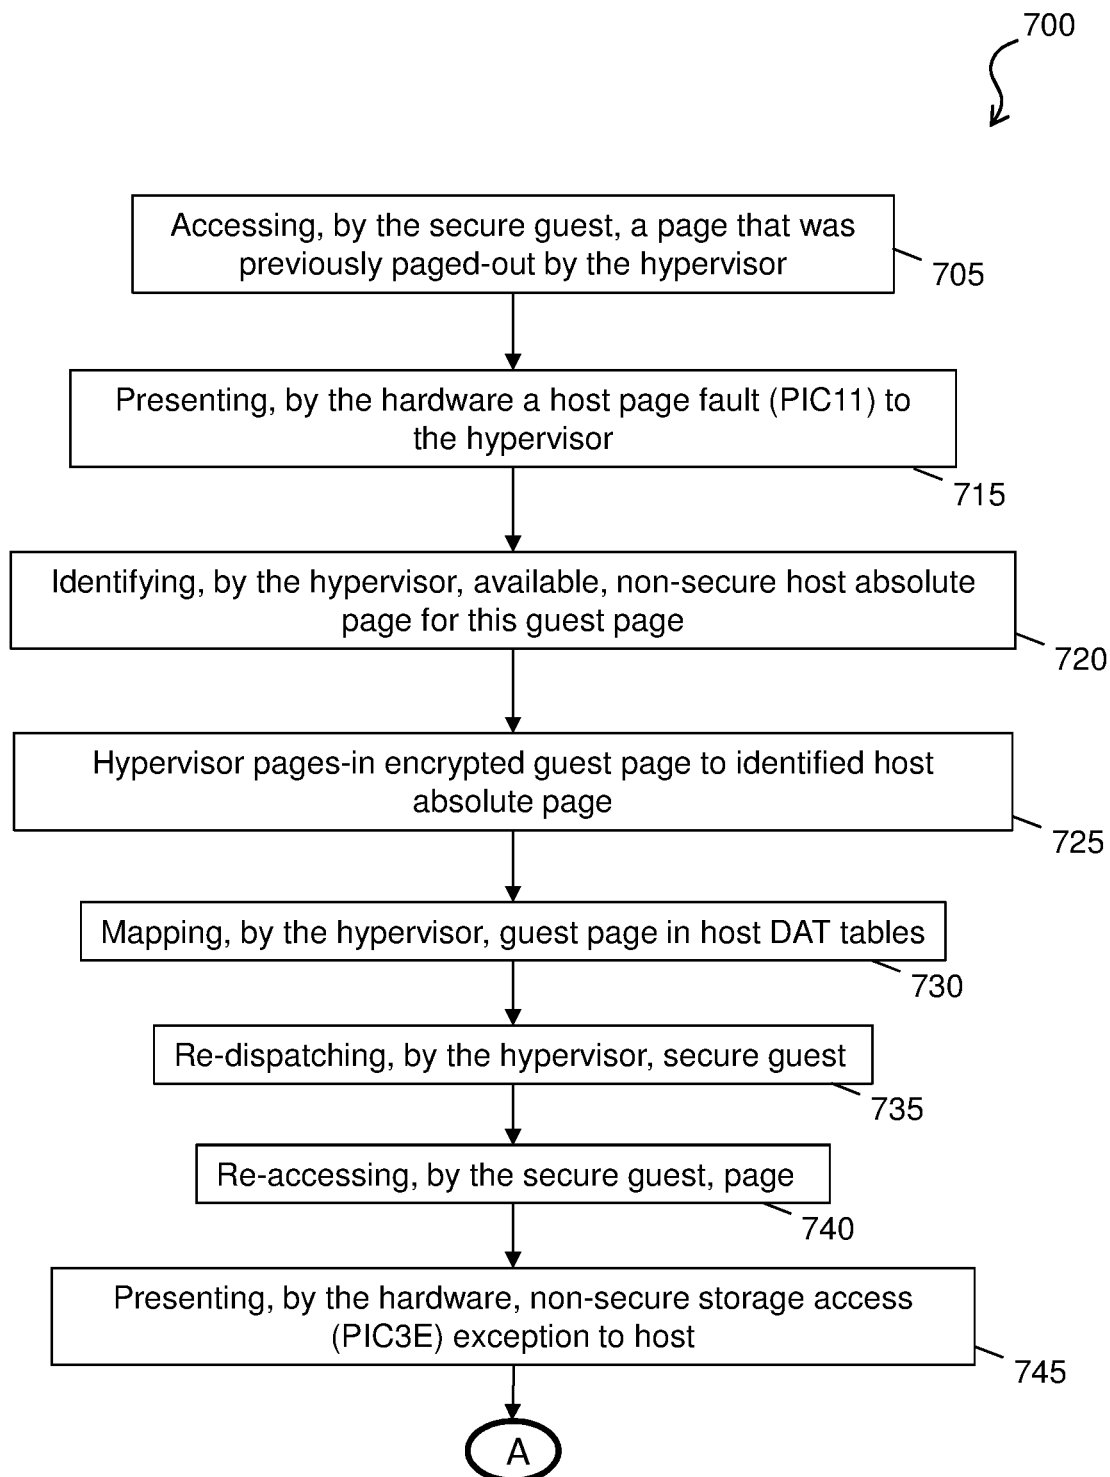 700
Accessing, by the secure guest, a page that was
previously paged-out by the hypervisor
705
Presenting, by the hardware a host page fault (PIC11) to
the hypervisor
715
Identifying, by the hypervisor, available, non-secure host absolute
page for this guest page
720
Hypervisor pages-in encrypted guest page to identified host
absolute page
725
Mapping, by the hypervisor, guest page in host DAT tables
730
Re-dispatching, by the hypervisor, secure guest
735
Re-accessing, by the secure guest, page
740
Presenting, by the hardware, non-secure storage access
(PIC3E) exception to host
745
A